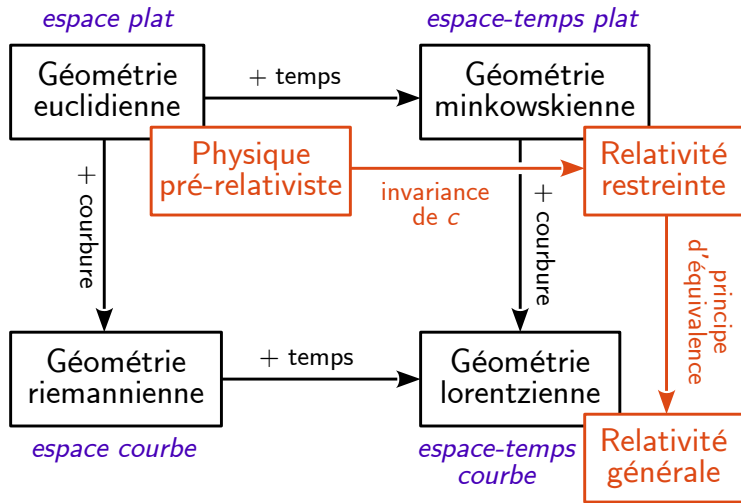 espace plat
espace-temps plat
Géométrie
euclidienne
+ temps
Géométrie
minkowskienne
Physique
pré-relativiste
invariance
de c
Relativité
restreinte
+ courbure
+ courbure
principe
d'équivalence
Géométrie
riemannienne
+ temps
Géométrie
lorentzienne
espace courbe
espace-temps
courbe
Relativité
générale